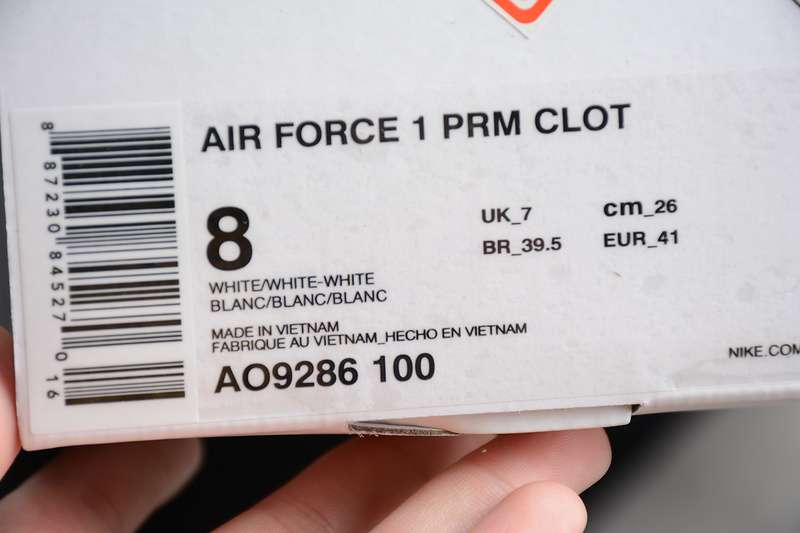 AIR FORCE 1 PRM CLOT
8
UK_7
cm_26
BR_39.5
EUR_41
WHITE/WHITE-WHITE
BLANC/BLANC/BLANC
MADE IN VIETNAM
FABRIQUE AU VIETNAM_HECHO EN VIETNAM
AO9286 100
NIKE.COM
8 87230 84527 0 16